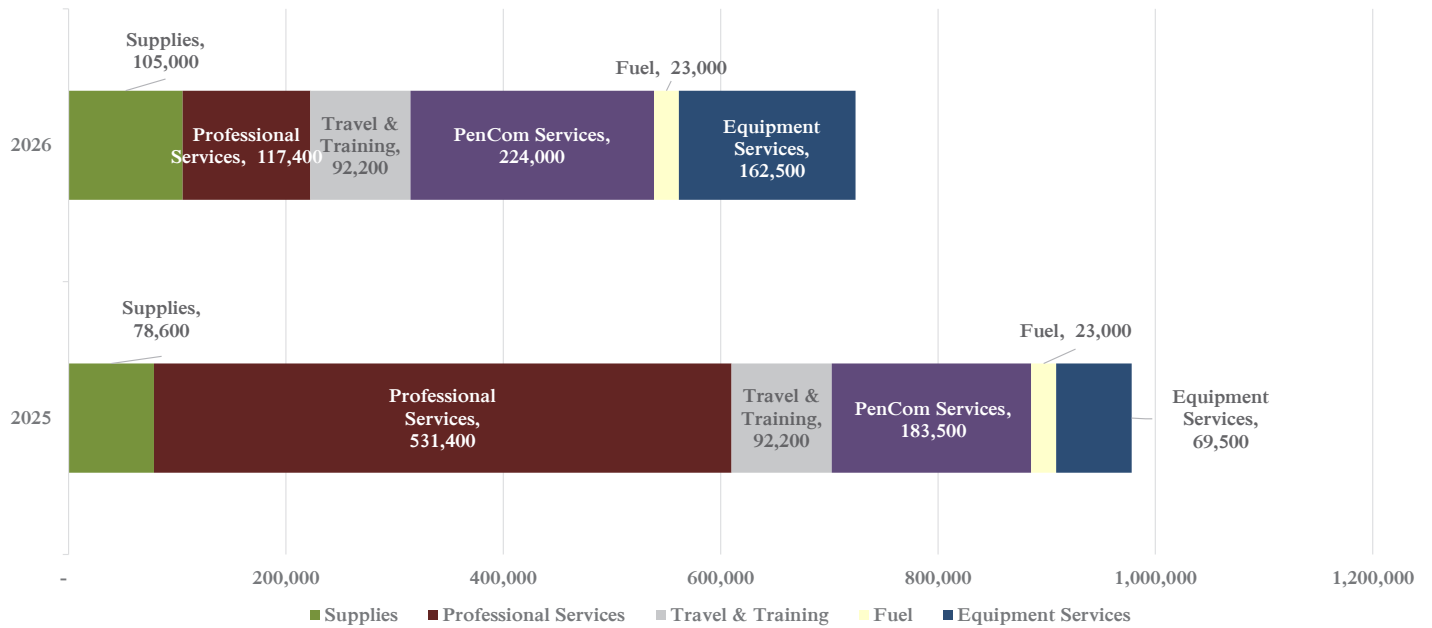 Supplies,
105,000
Fuel, 23,000
2026
Professional
Services, 117,400
Travel &
Training,
92,200
PenCom Services,
224,000
Equipment
Services,
162,500
Supplies,
78,600
Fuel, 23,000
2025
Professional
Services,
531,400
Travel &
Training,
92,200
PenCom Services,
183,500
Equipment
Services,
69,500
- 200,000 400,000 600,000 800,000 1,000,000 1,200,000
Supplies Professional Services Travel & Training Fuel Equipment Services